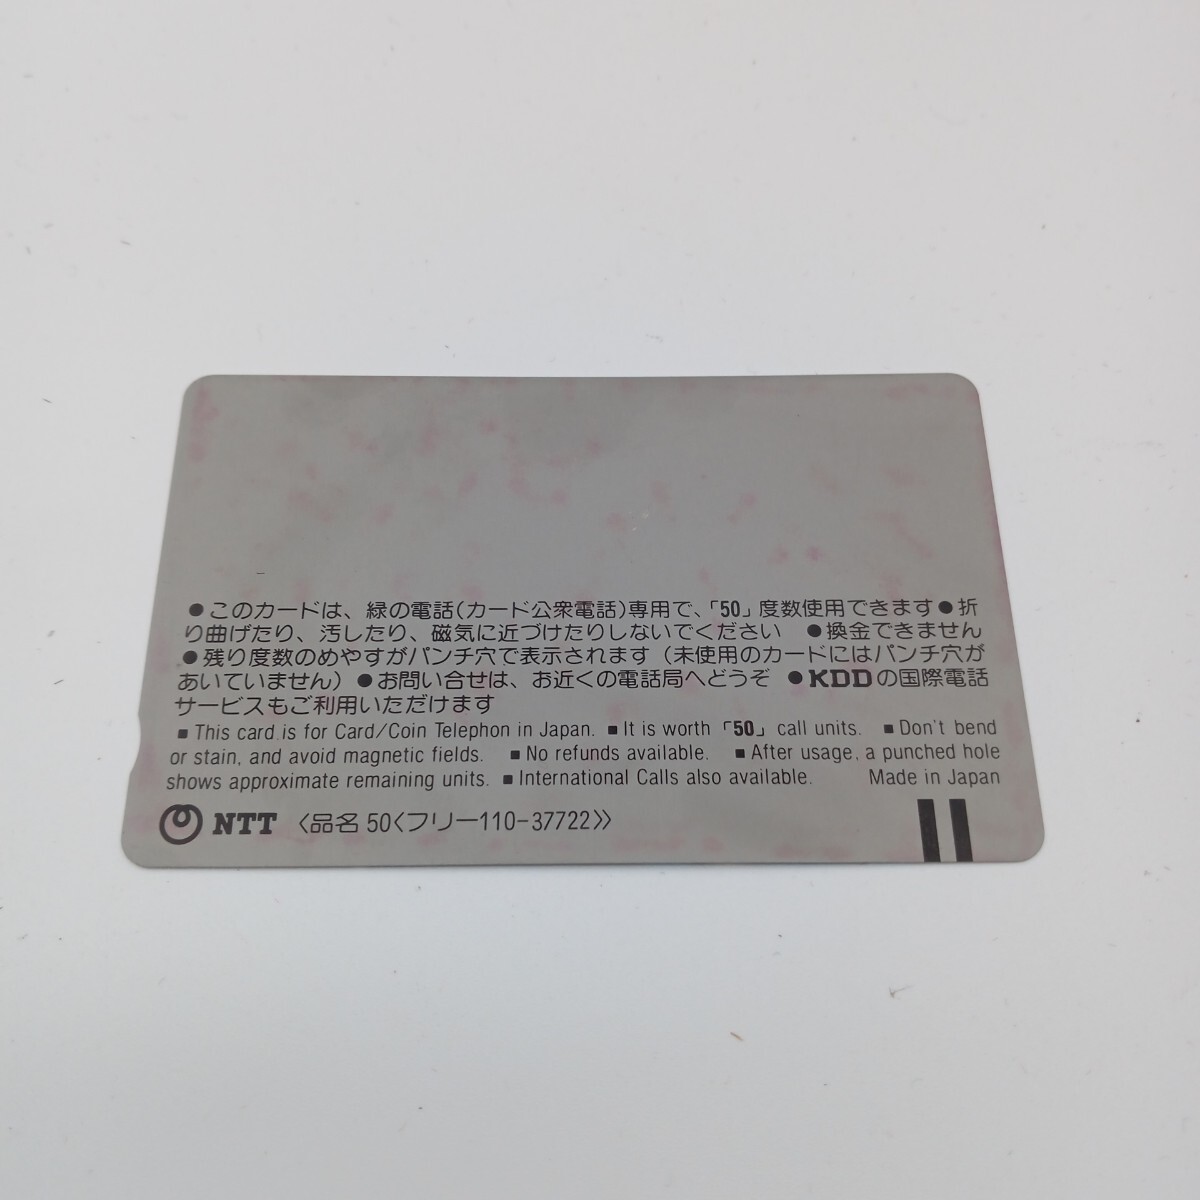 ●このカードは、緑の電話(カード公衆電話)専用で、「50」度数使用できます●折
り曲げたり、汚したり、磁気に近づけたりしないでください ●換金できません
●残り度数のめやすがパンチ穴で表示されます(未使用のカードにはパンチ穴が
あいていません)●お問い合せは、お近くの電話局へどうぞ ●KDDの国際電話
サービスもご利用いただけます
■This card is for Card/Coin Telephon in Japan. ■It is worth「50」call units. ■Don't bend
or stain, and avoid magnetic fields. ■No refunds available. ■After usage, a punched hole
shows approximate remaining units. ■International Calls also available. Made in Japan
NTT 〈品名 50〈フリー110-37722〉〉